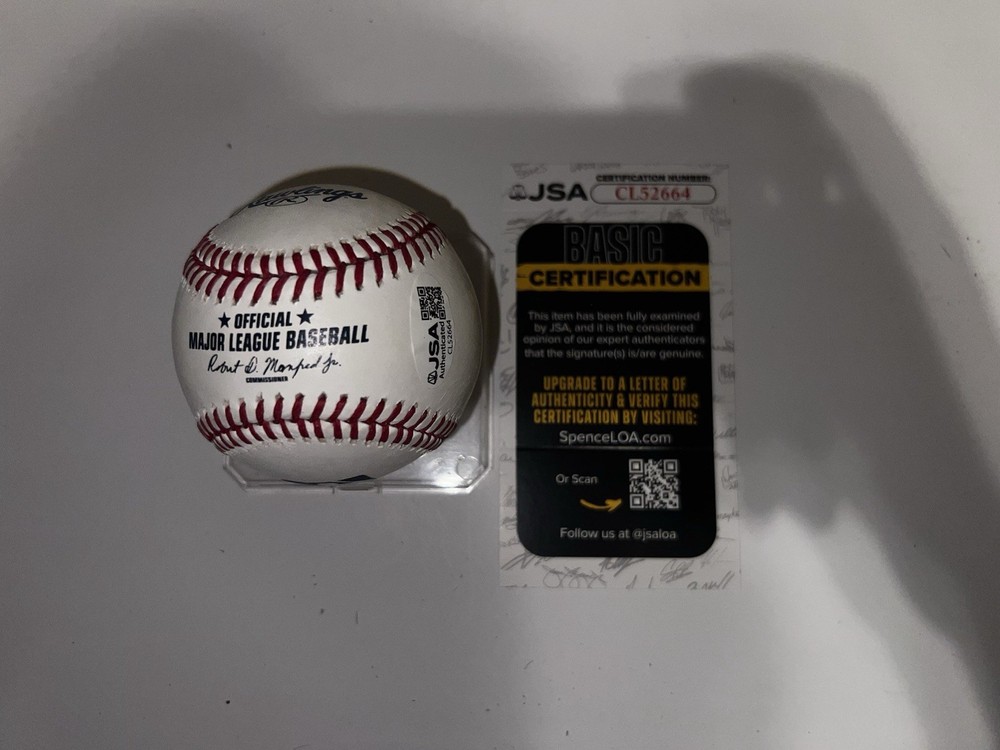 Rawlings
R
★ OFFICIAL ★
MAJOR LEAGUE BASEBALL
Robert D. Manfred Jr.
COMMISSIONER
JSA
Authenticated
CL52664
JSA
CERTIFICATION NUMBER:
CL52664
BASIC
CERTIFICATION
This item has been fully examined
by JSA, and it is the considered
opinion of our expert authenticators
that the signature(s) is/are genuine.
UPGRADE TO A LETTER OF
AUTHENTICITY & VERIFY THIS
CERTIFICATION BY VISITING:
SpenceLOA.com
Or Scan
Follow us at @jsaloa